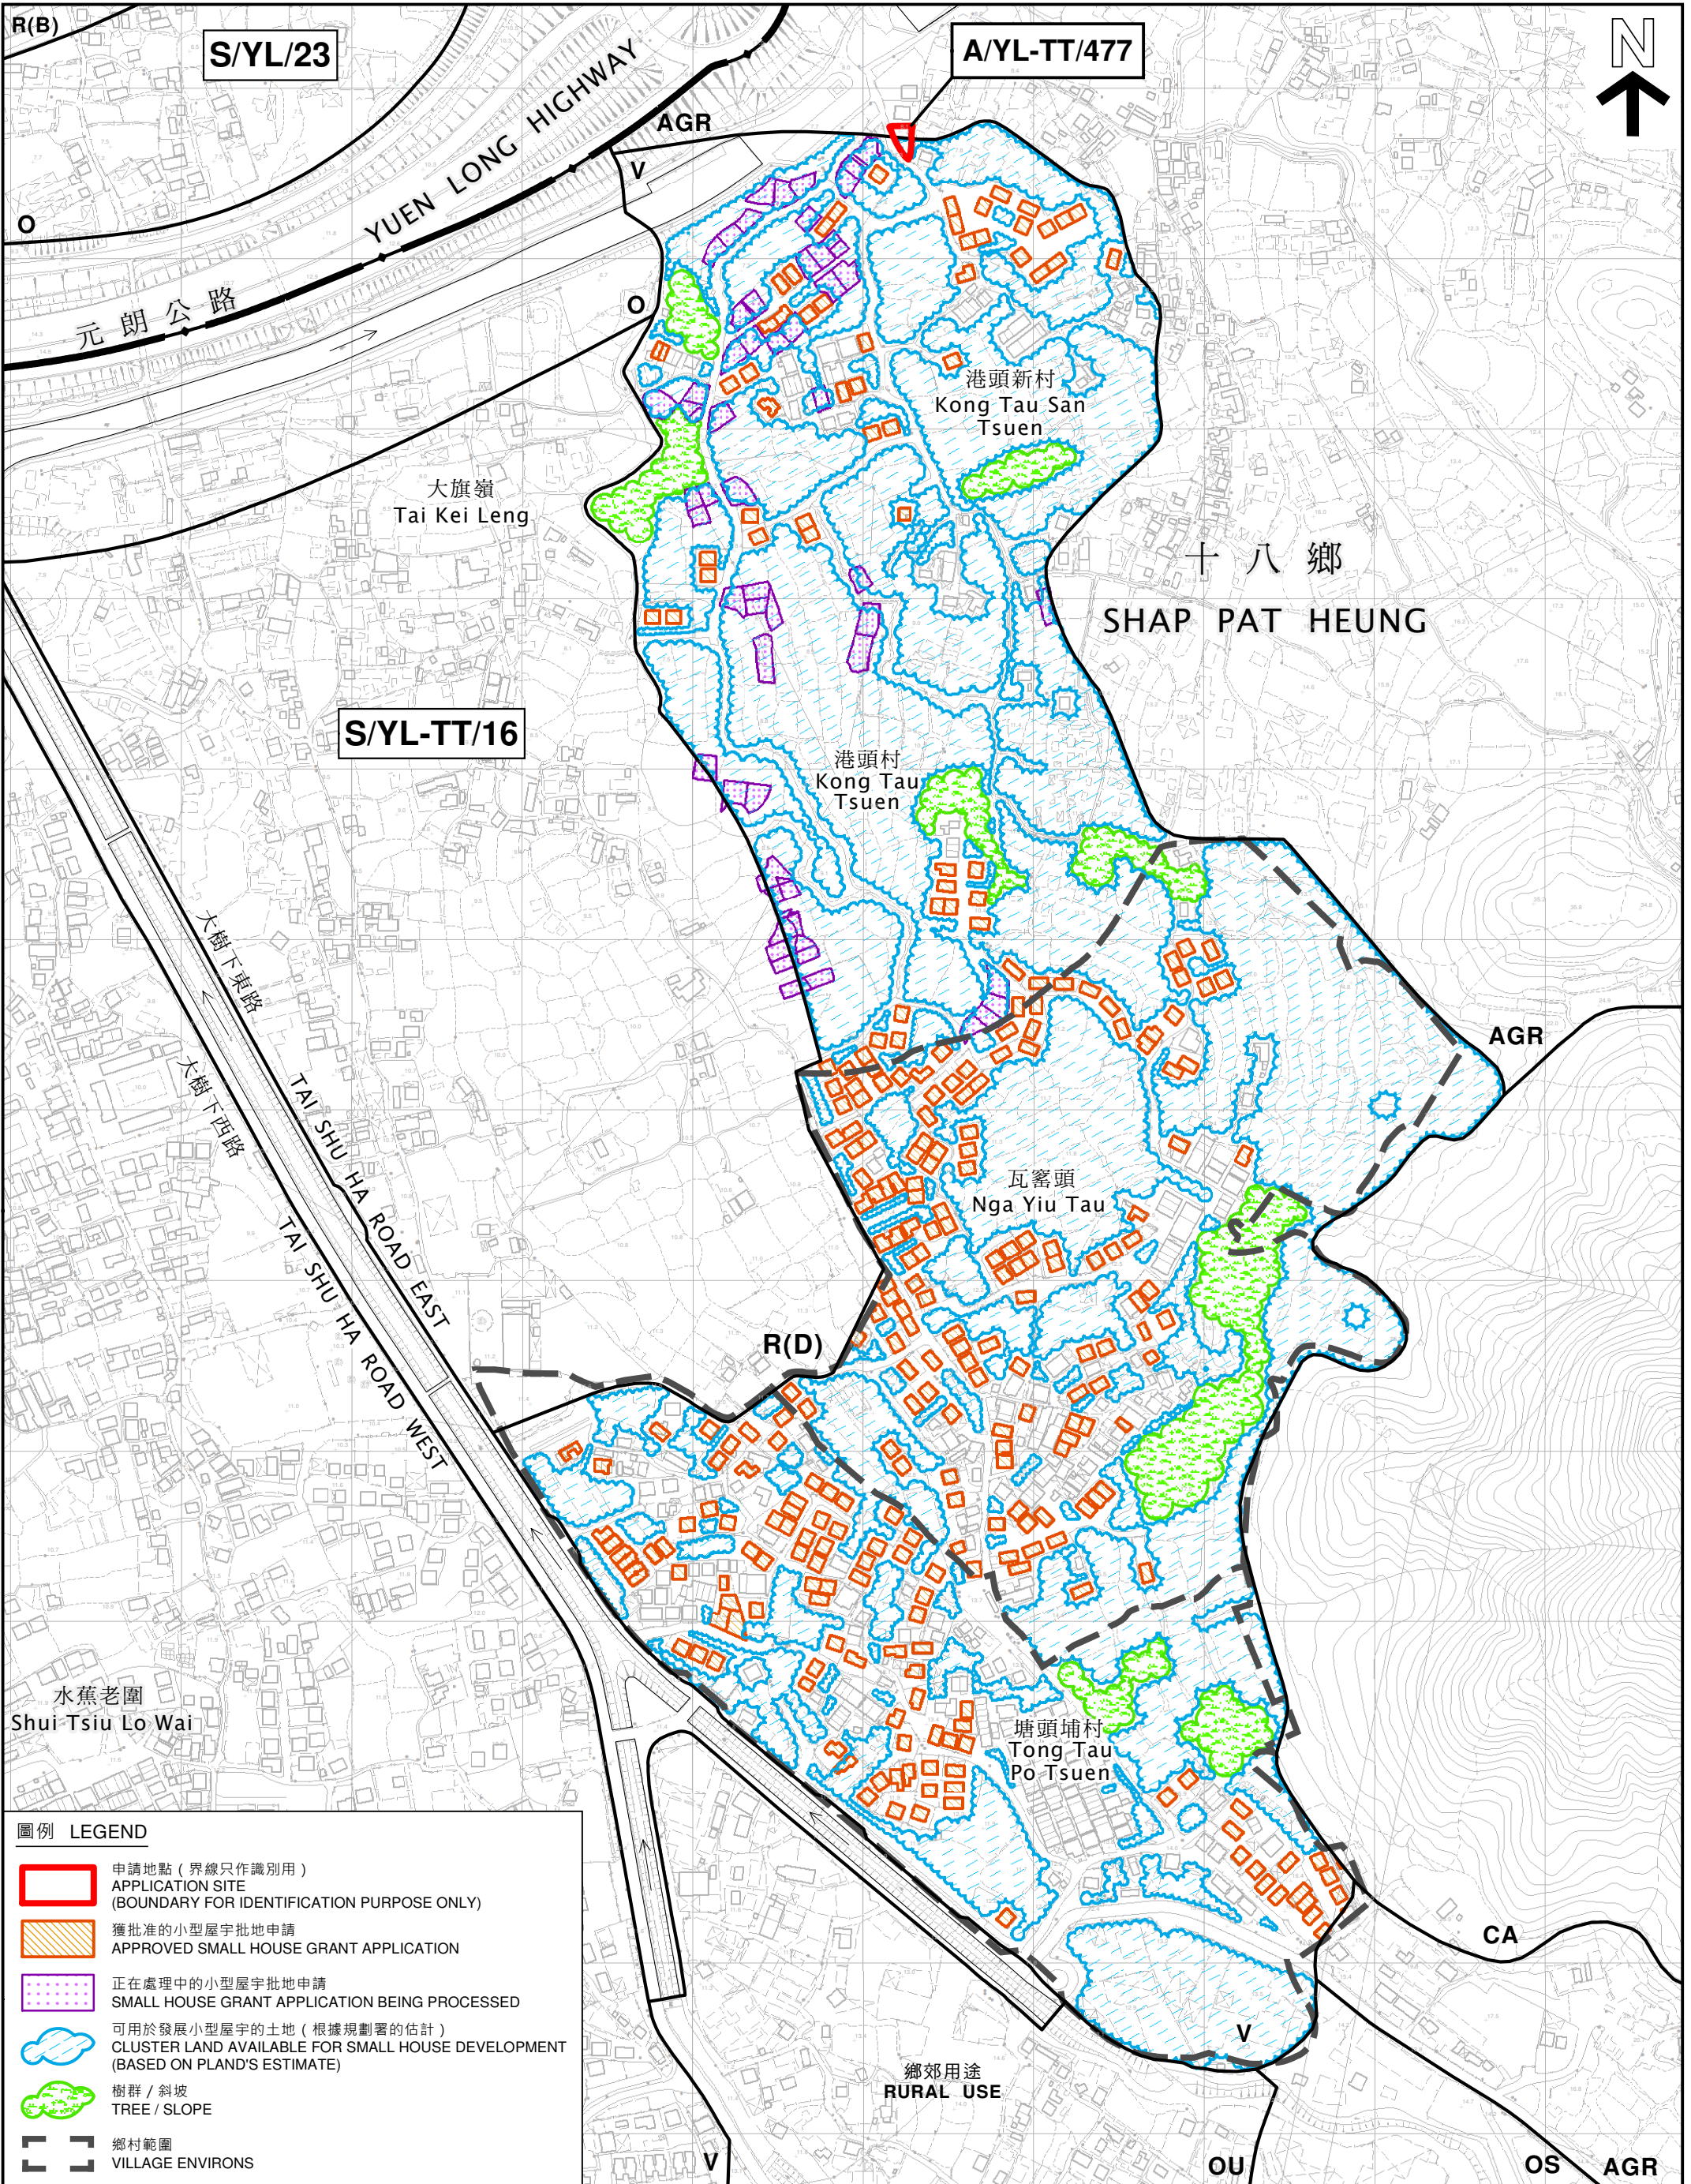 R(B)
S/YL/23
A/YL-TT/477
N
YUEN LONG HIGHWAY
AGR
V
O
元朗公路
O
港頭新村
Kong Tau San
Tsuen
大旗嶺
Tai Kei Leng
十八鄉
SHAP PAT HEUNG
S/YL-TT/16
港頭村
Kong Tau
Tsuen
大樹下東路
AGR
大樹下西路
TAI SHU HA ROAD EAST
瓦窰頭
Nga Yiu Tau
TAI SHU HA ROAD WEST
R(D)
水蕉老圍
Shui Tsiu Lo Wai
塘頭埔村
Tong Tau
Po Tsuen
CA
V
鄉郊用途
RURAL USE
V
OU
OS
AGR
圖例 LEGEND
申請地點 ( 界線只作識別用 )
APPLICATION SITE
(BOUNDARY FOR IDENTIFICATION PURPOSE ONLY)
獲批准的小型屋宇批地申請
APPROVED SMALL HOUSE GRANT APPLICATION
正在處理中的小型屋宇批地申請
SMALL HOUSE GRANT APPLICATION BEING PROCESSED
可用於發展小型屋宇的土地 ( 根據規劃署的估計 )
CLUSTER LAND AVAILABLE FOR SMALL HOUSE DEVELOPMENT
(BASED ON PLAND'S ESTIMATE)
樹群 / 斜坡
TREE / SLOPE
鄉村範圍
VILLAGE ENVIRONS